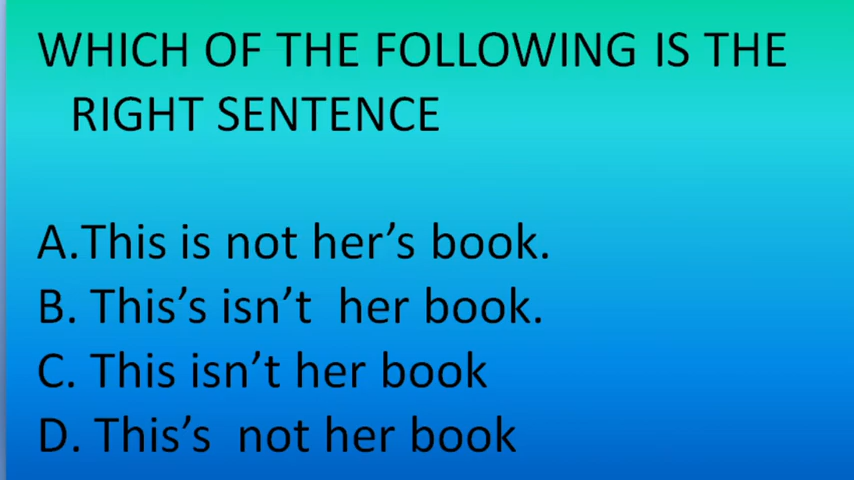 WHICH OF THE FOLLOWING IS THE
RIGHT SENTENCE
A.This is not her’s book.
B. This’s isn’t  her book.
C. This isn’t her book
D. This’s  not her book